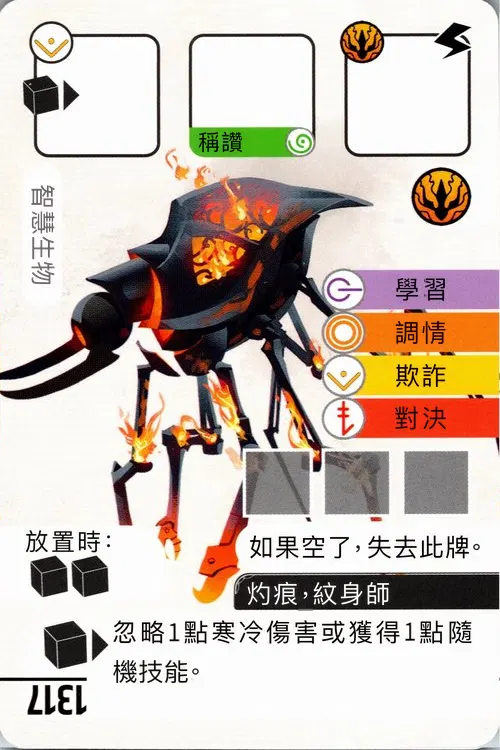 稱讚
智慧生物
學習
調情
欺詐
對決
放置時:
如果空了,失去此牌。
灼痕,紋身師
忽略1點寒冷傷害或獲得1點隨
機技能。
1317